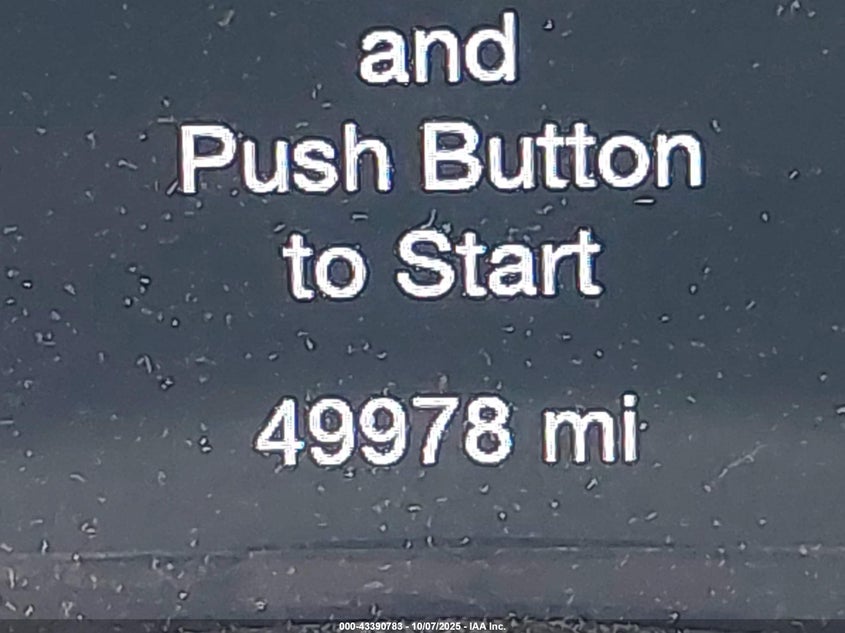 and
Push Button
to Start
49978 mi
000-43390783 - 10/07/2025 - IAA Inc.